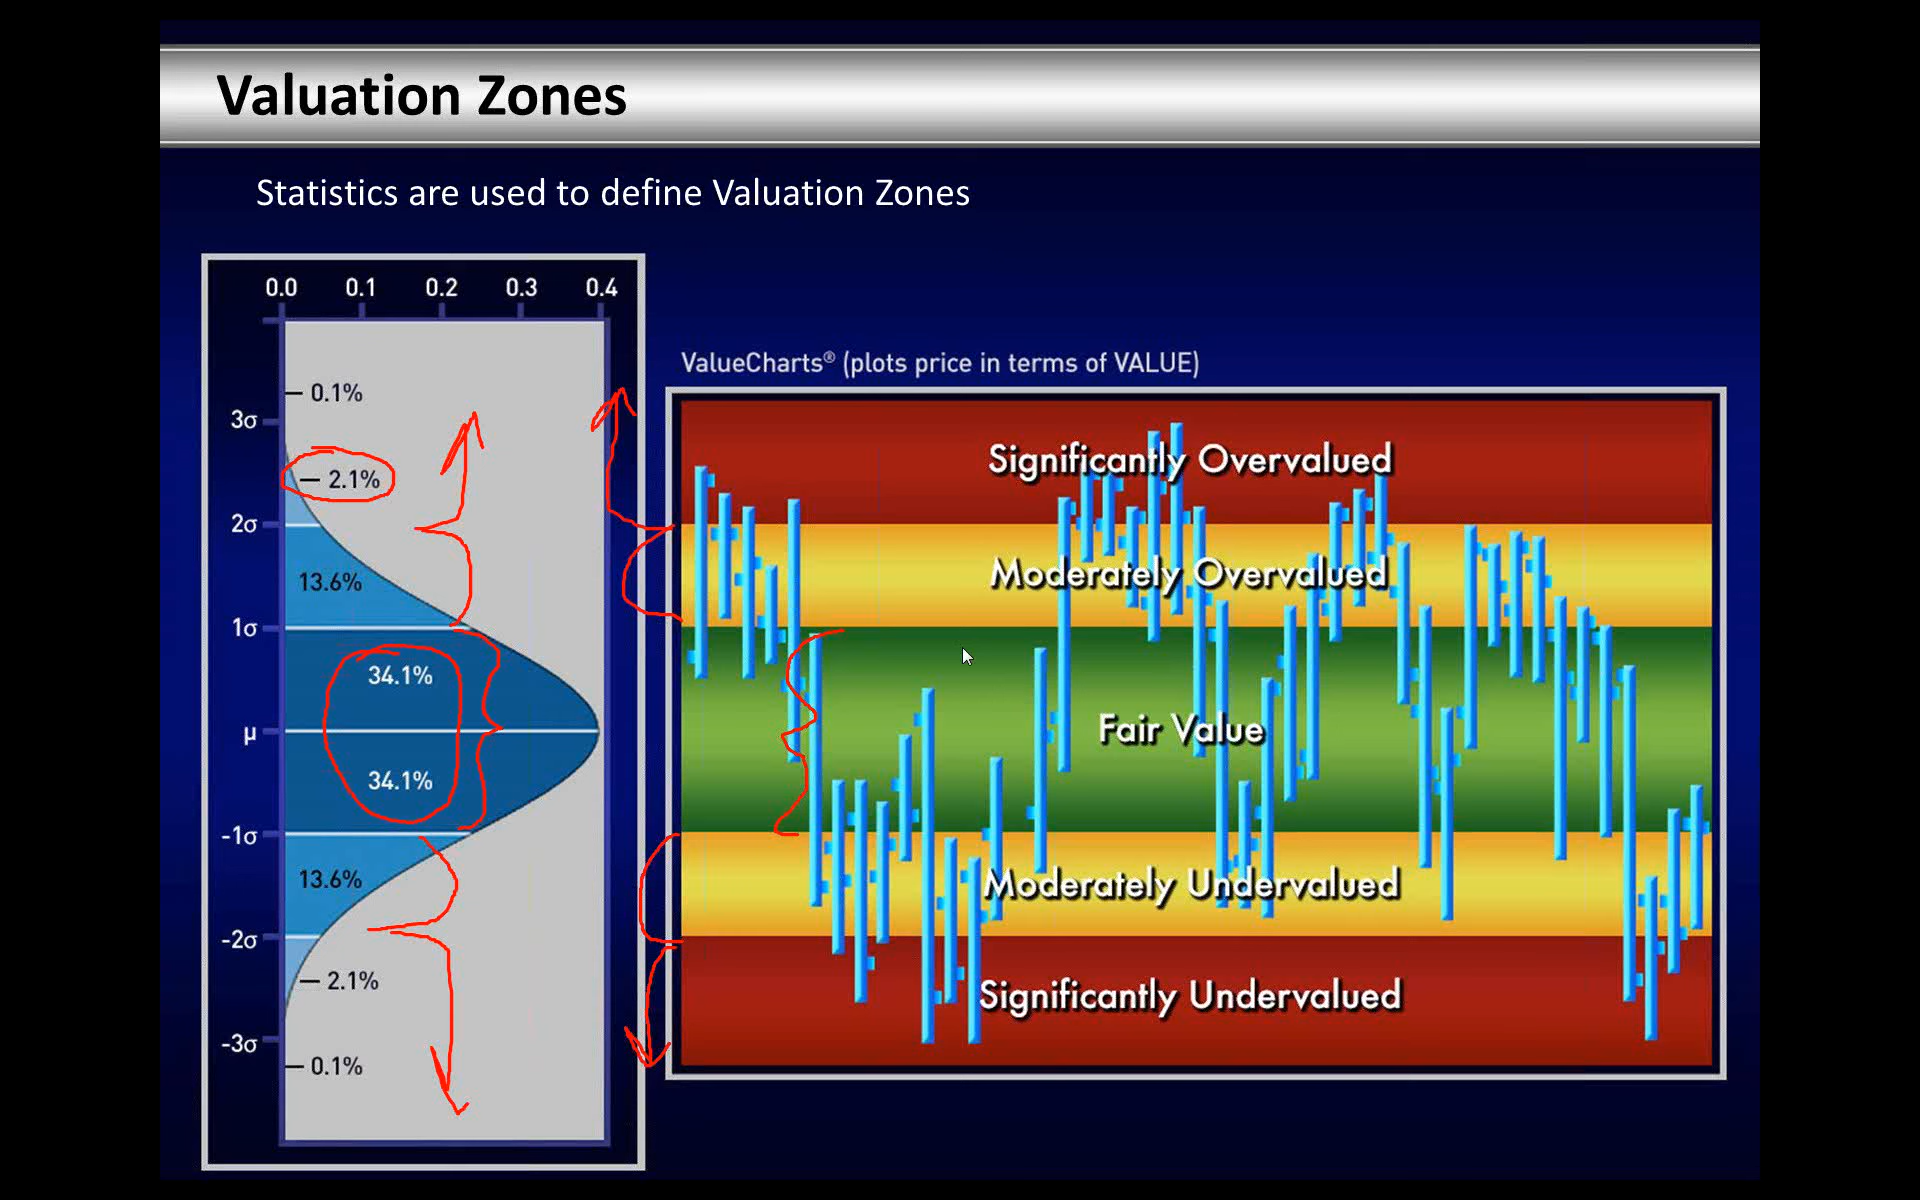 Valuation Zones
Statistics are used to define Valuation Zones
0.0 0.1 0.2 0.3 0.4
0.1%
3σ
2.1%
2σ
13.6%
1σ
34.1%
μ
34.1%
-1σ
13.6%
-2σ
2.1%
-3σ
0.1%
ValueCharts® (plots price in terms of VALUE)
Significantly Overvalued
Moderately Overvalued
Fair Value
Moderately Undervalued
Significantly Undervalued